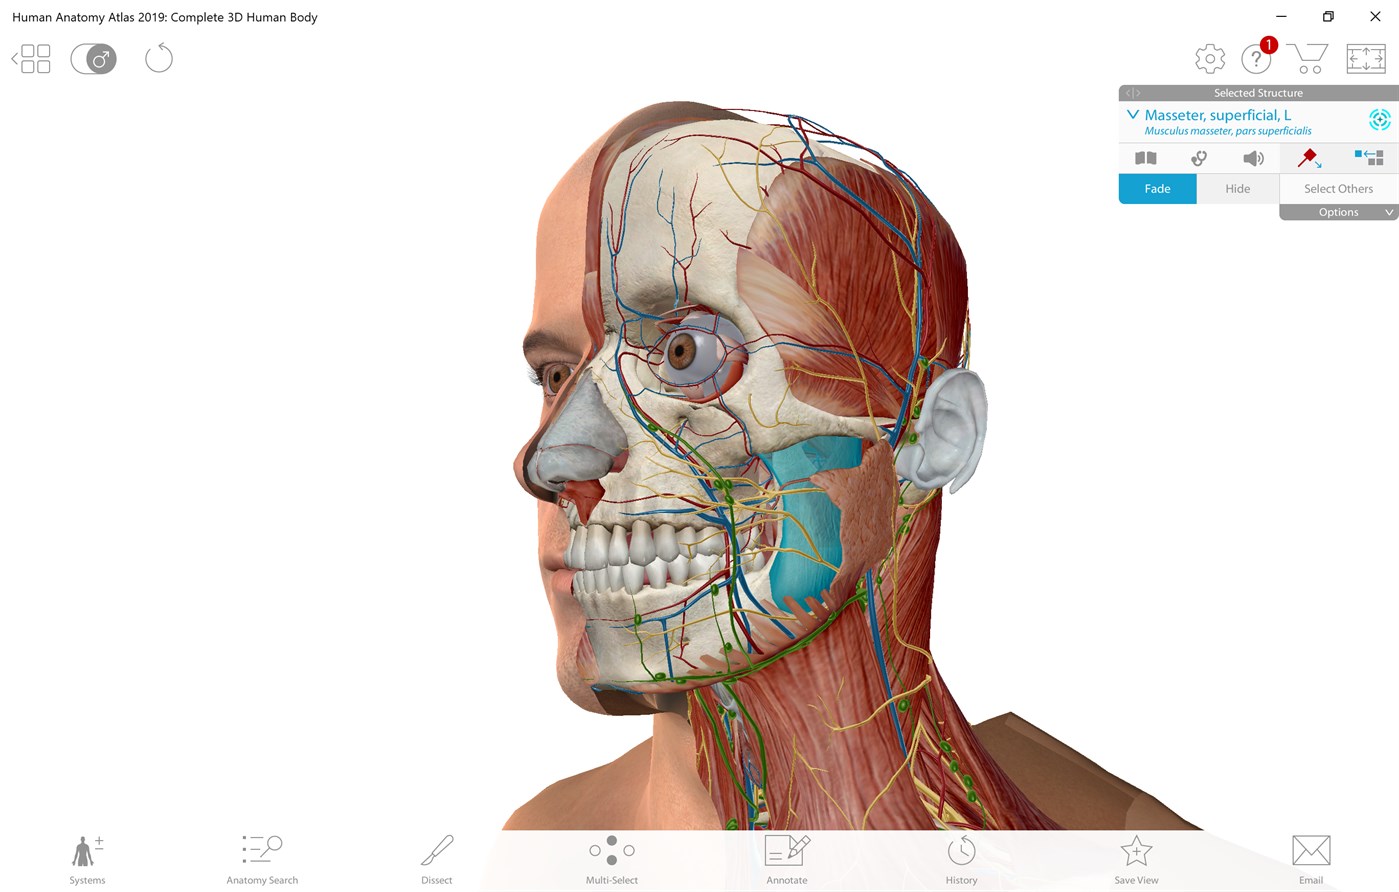 Human Anatomy Atlas 2019: Complete 3D Human Body
1
?
Selected Structure
Masseter, superficial, L
Musculus masseter, pars superficialis
Fade
Hide
Select Others
Options
Systems
Anatomy Search
Dissect
Multi-Select
Annotate
History
Save View
Email